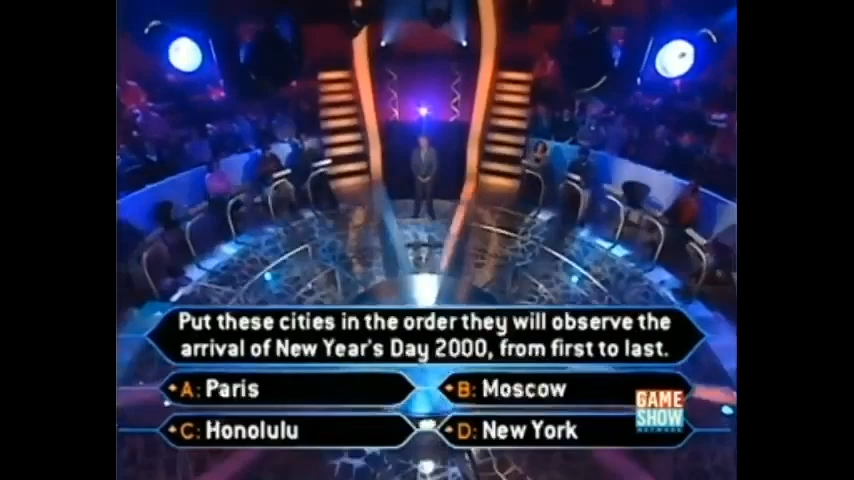 Put these cities in the order they will observe the
arrival of New Year's Day 2000, from first to last.
A: Paris
B: Moscow
C: Honolulu
D: New York
GAME
SHOW
NETWORK